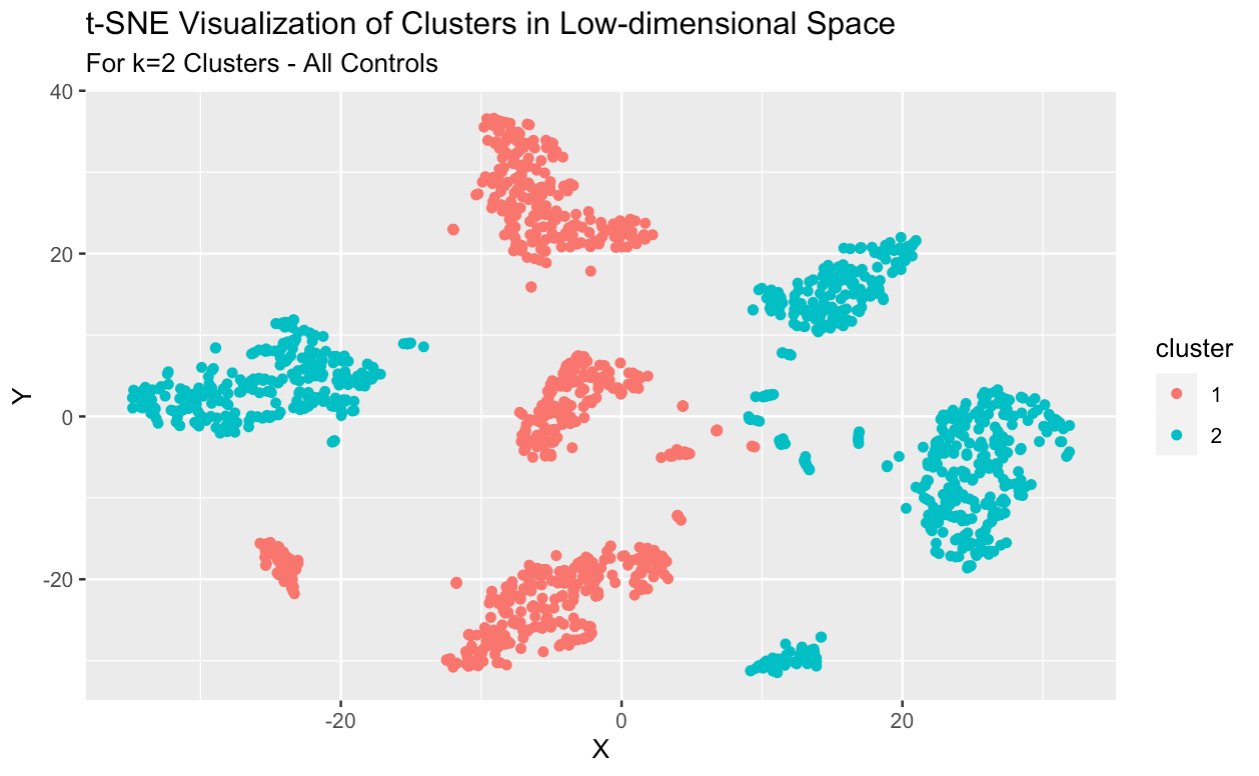 t-SNE Visualization of Clusters in Low-dimensional Space
For k=2 Clusters - All Controls
40
20
0
-20
Y
-20
0
20
X
cluster
1
2